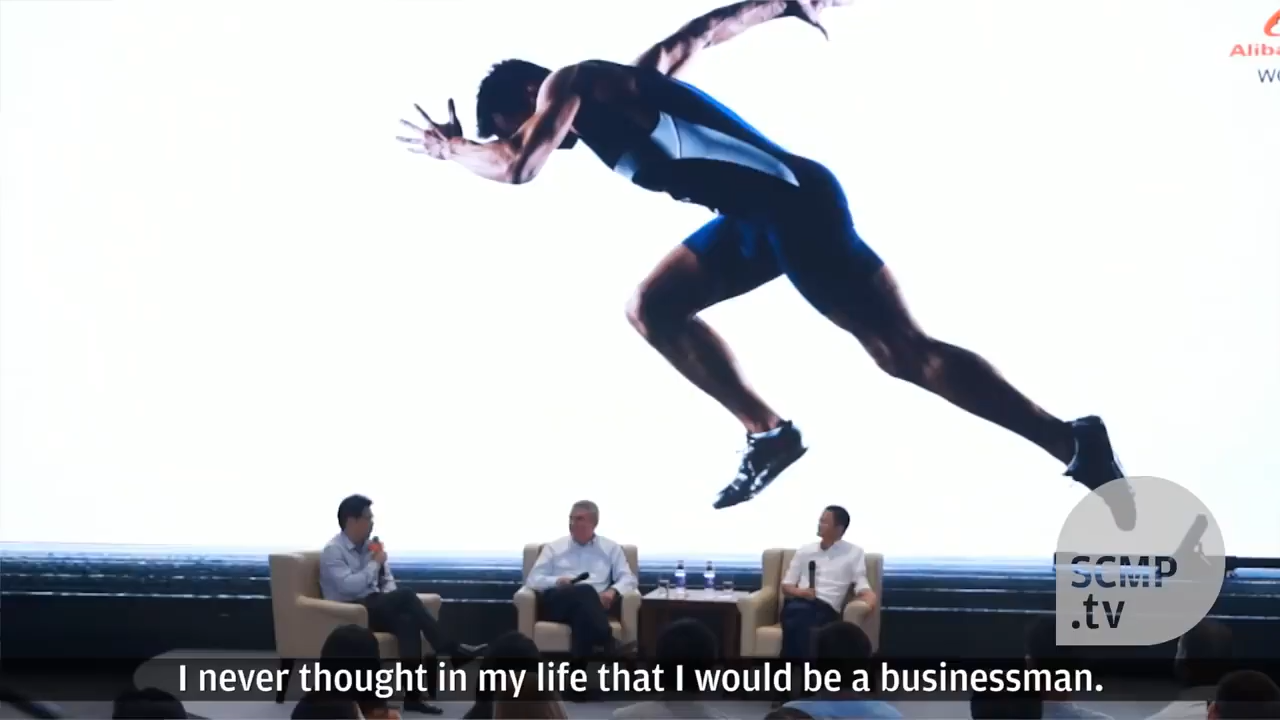 Aliba
SCMP
.tv
I never thought in my life that I would be a businessman.